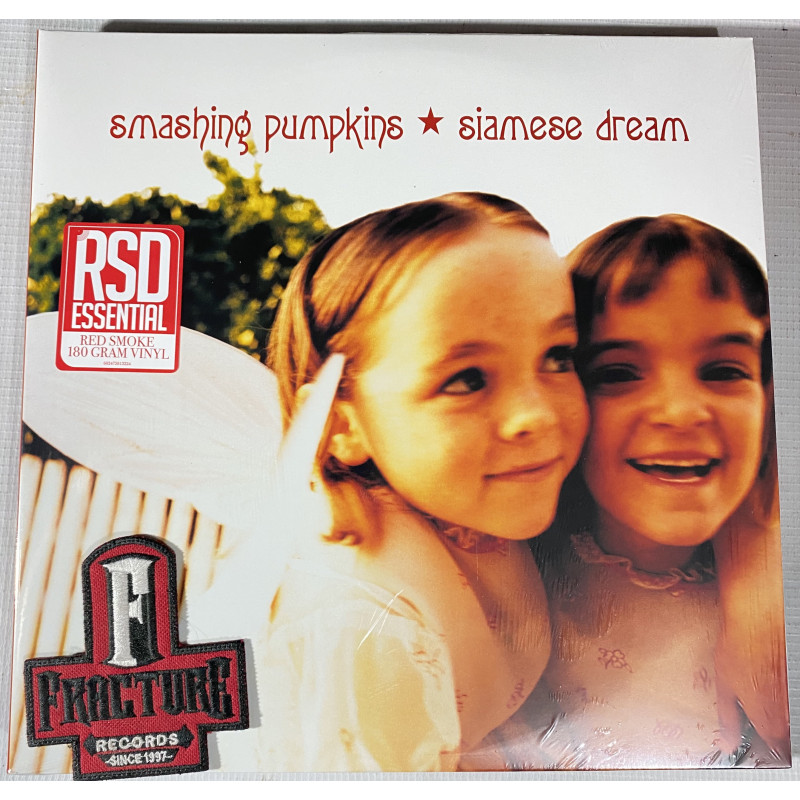 smashing pumpkins ★ siamese dream
RSD
ESSENTIAL
RED SMOKE
180 GRAM VINYL
F
FRACTURE
RECORDS
-SINCE 1997-